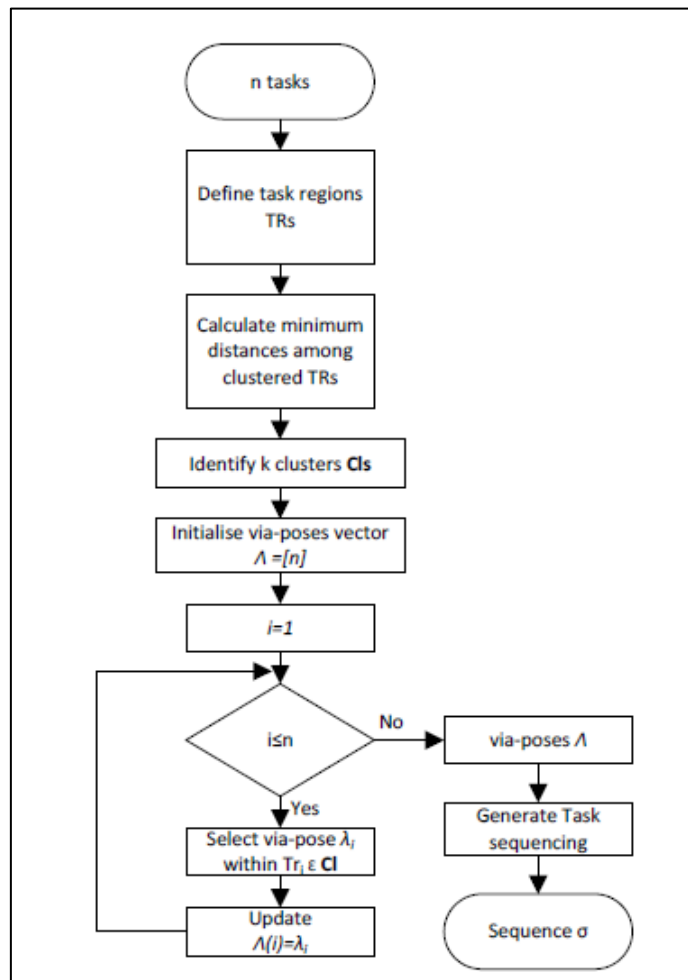 n tasks
Define task regions
TRs
Calculate minimum
distances among
clustered TRs
Identify k clusters Cls
Initialise via-poses vector
Λ =[n]
i=1
i≤n
No
via-poses Λ
Yes
Select via-pose λᵢ
within Trᵢ ε Cl
Generate Task
sequencing
Update
Λ(i)=λᵢ
Sequence σ